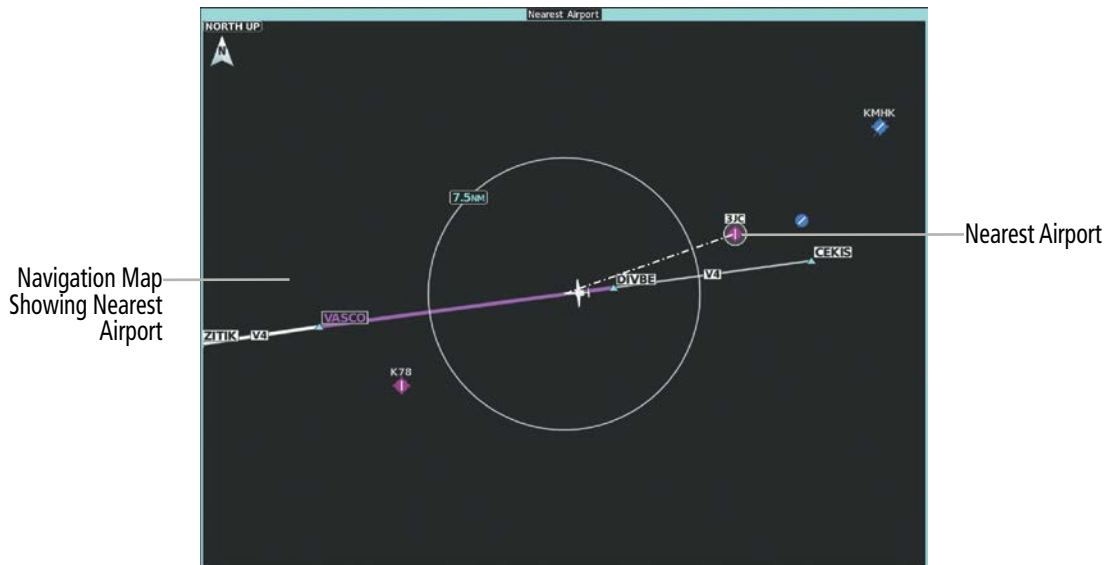 Nearest Airport
NORTH UP
N
KMHK
7.5NM
3JC
Nearest Airport
CEKIS
DIVBE
V4
Navigation Map
Showing Nearest
Airport
VASCO
ZITIK
V4
K78